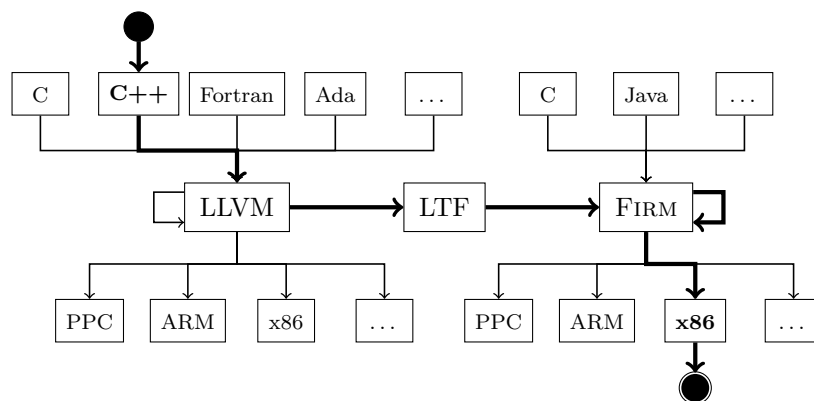 C C++ Fortran Ada ... C Java ...
LLVM LTF FIRM
PPC ARM x86 ... PPC ARM x86 ...